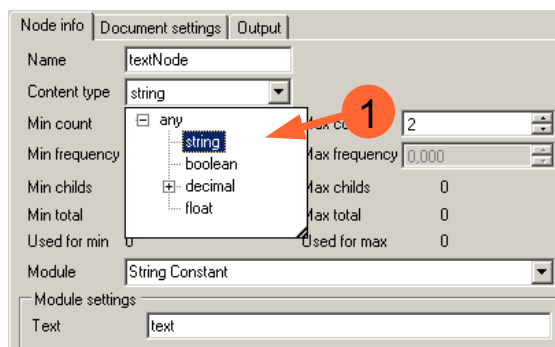 Node info Document settings Output
Name textNode
Content type string
Min count any 2
string
Min frequency boolean Max frequency 0,000
Min childs decimal Max childs 0
Min total float Max total 0
Used for min 0 Used for max 0
Module String Constant
Module settings
Text text
1